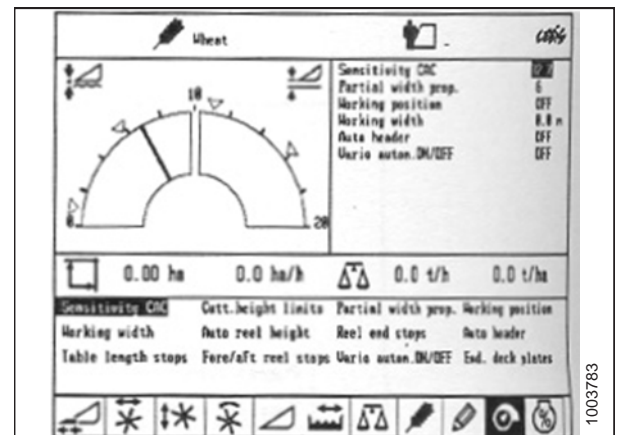 Wheat
claas
Sensitivity CAC
Partial width prop. 6
Working position OFF
Working width 0.0 m
Auto header OFF
Vario autom.ON/OFF OFF
10
0
20
0.00 ha 0.0 ha/h 0.0 t/h 0.0 t/ha
Sensitivity CAC Cutt.height limits Partial width prop. Working position
Working width Auto reel height Reel end stops Auto header
Table length stops Fore/aft reel stops Vario autom.ON/OFF End. deck plates
%
1003783